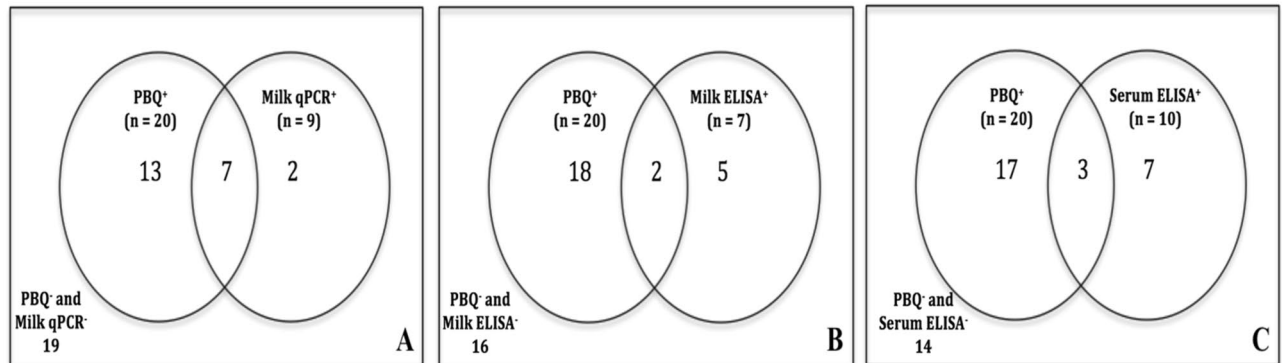 PBQ⁺
(n = 20)
Milk qPCR⁺
(n = 9)
13
7
2
PBQ⁻ and
Milk qPCR⁻
19
A
PBQ⁺
(n = 20)
Milk ELISA⁺
(n = 7)
18
2
5
PBQ⁻ and
Milk ELISA⁻
16
B
PBQ⁺
(n = 20)
Serum ELISA⁺
(n = 10)
17
3
7
PBQ⁻ and
Serum ELISA⁻
14
C